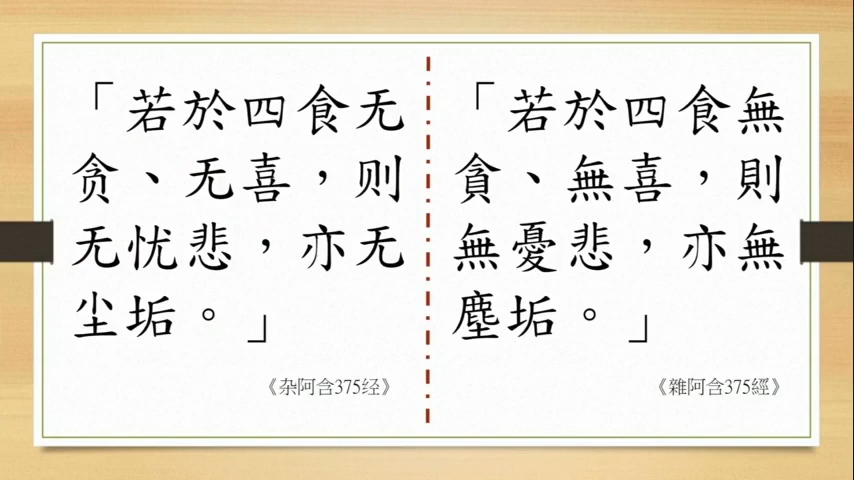 「若於四食无
贪、无喜，则
无忧悲，亦无
尘垢。」
《杂阿含375经》
「若於四食無
貪、無喜，則
無憂悲，亦無
塵垢。」
《雜阿含375經》